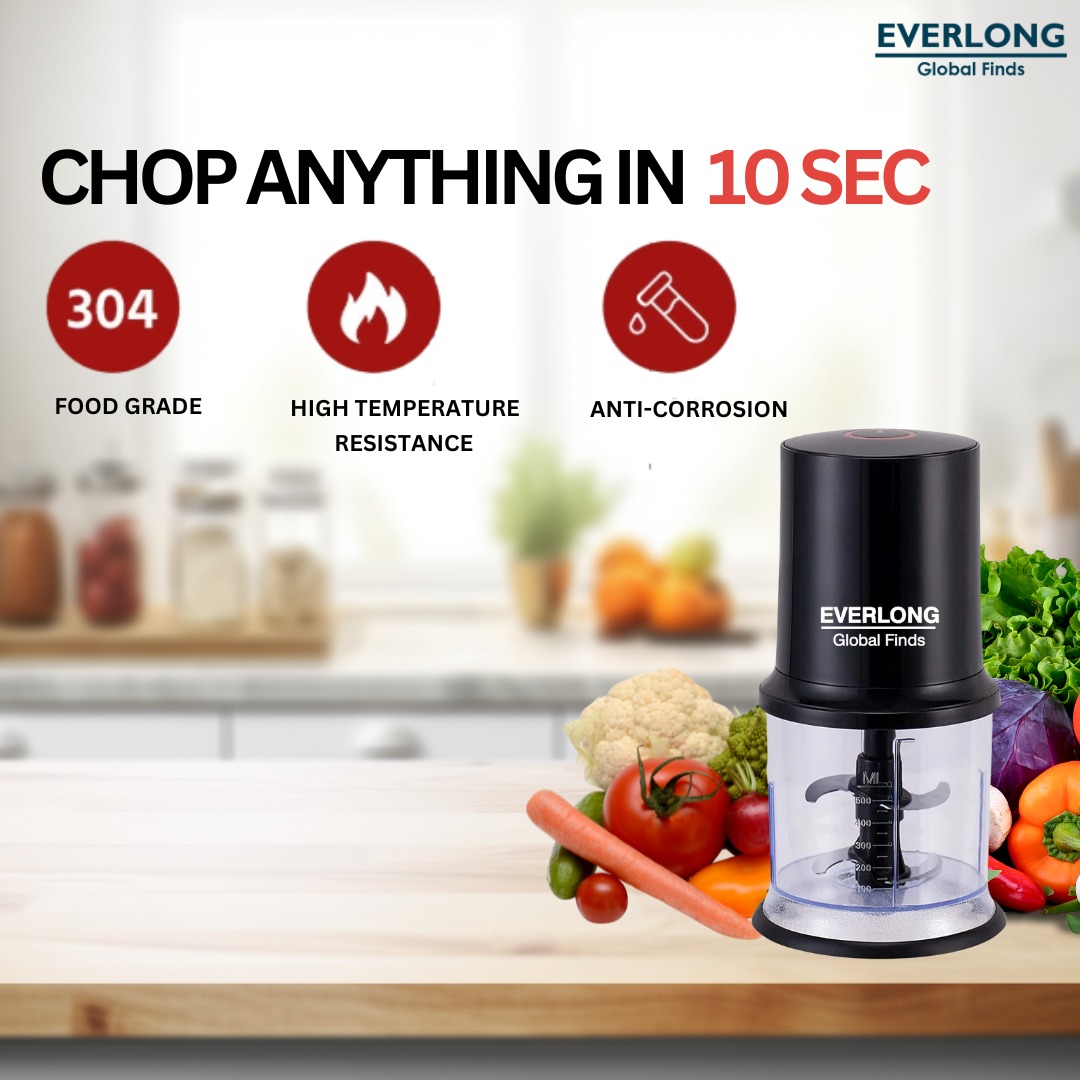 EVERLONG
Global Finds
CHOP ANYTHING IN 10 SEC
304
FOOD GRADE
HIGH TEMPERATURE
RESISTANCE
ANTI-CORROSION
EVERLONG
Global Finds
ML
500
400
300
200
100